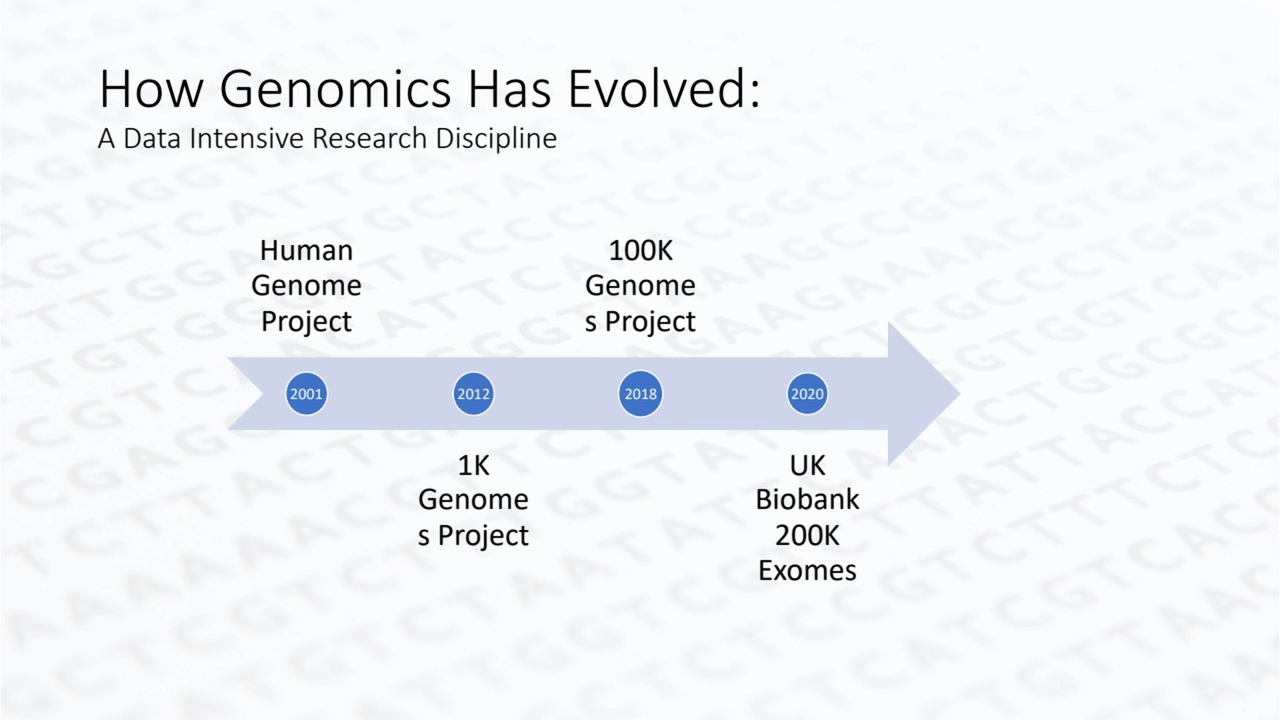 How Genomics Has Evolved:
A Data Intensive Research Discipline
Human
Genome
Project
100K
Genome
s Project
2001
2012
2018
2020
1K
Genome
s Project
UK
Biobank
200K
Exomes